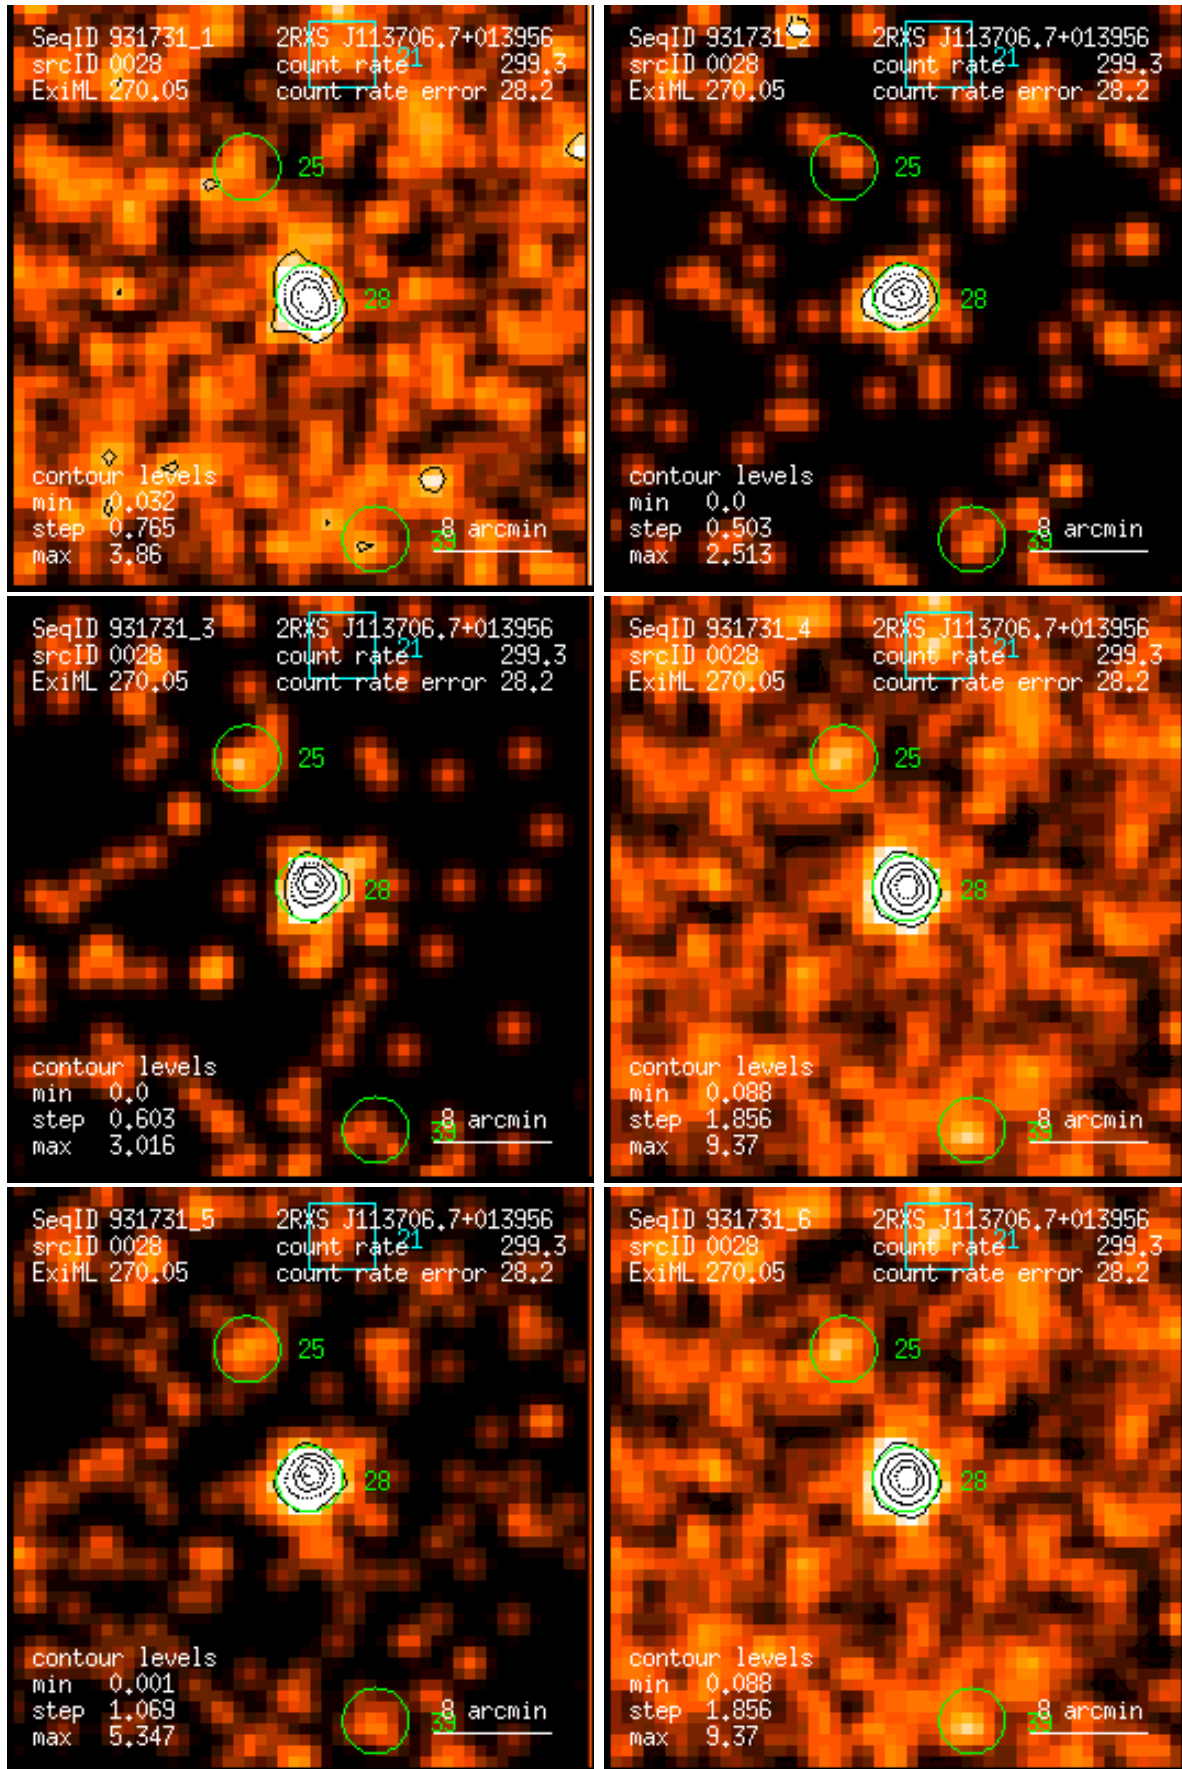 SeqID 931731_1 2RXS J113706.7+013956
srcID 0028 count rate 21 299.3
ExiML 270.05 count rate error 28.2
25
28
contour levels
min 0.032
step 0.765 39 8 arcmin
max 3.86
SeqID 931731_2 2RXS J113706.7+013956
srcID 0028 count rate 21 299.3
ExiML 270.05 count rate error 28.2
25
28
contour levels
min 0.0
step 0.503 39 8 arcmin
max 2.513
SeqID 931731_3 2RXS J113706.7+013956
srcID 0028 count rate 21 299.3
ExiML 270.05 count rate error 28.2
25
28
contour levels
min 0.0
step 0.603 39 8 arcmin
max 3.016
SeqID 931731_4 2RXS J113706.7+013956
srcID 0028 count rate 21 299.3
ExiML 270.05 count rate error 28.2
25
28
contour levels
min 0.088
step 1.856 39 8 arcmin
max 9.37
SeqID 931731_5 2RXS J113706.7+013956
srcID 0028 count rate 21 299.3
ExiML 270.05 count rate error 28.2
25
28
contour levels
min 0.001
step 1.069 39 8 arcmin
max 5.347
SeqID 931731_6 2RXS J113706.7+013956
srcID 0028 count rate 21 299.3
ExiML 270.05 count rate error 28.2
25
28
contour levels
min 0.088
step 1.856 39 8 arcmin
max 9.37